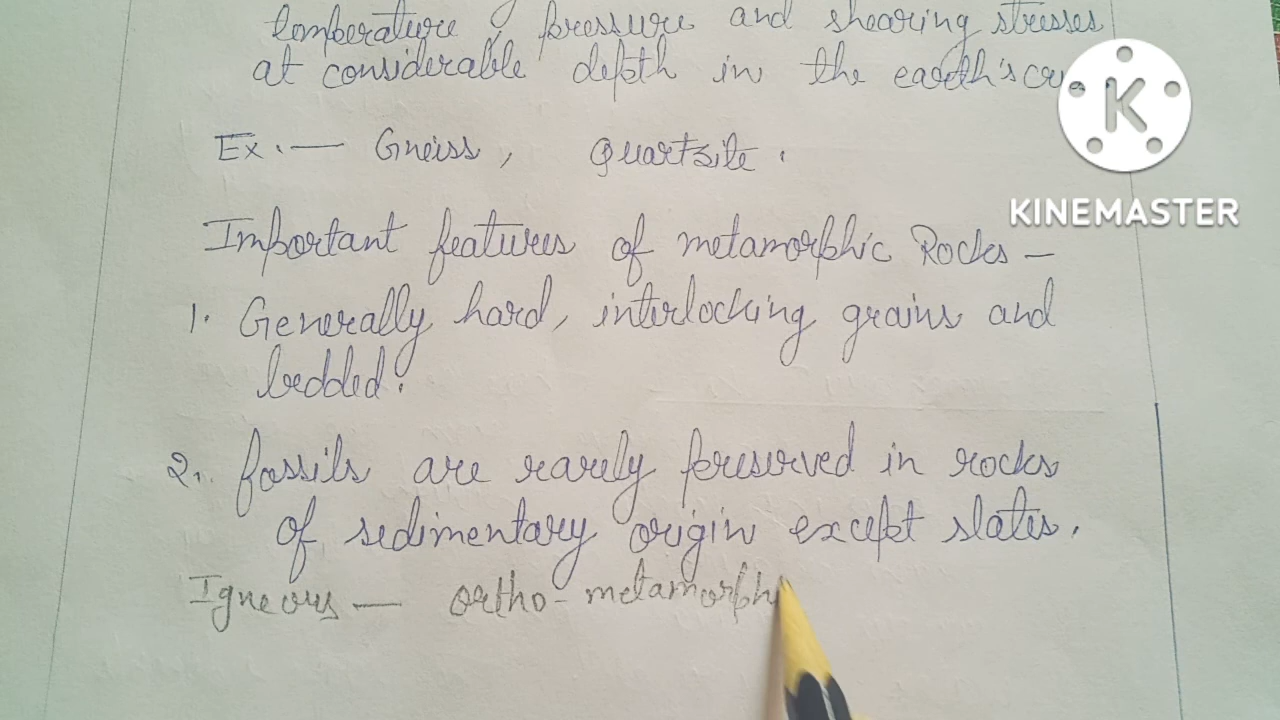 temperature, pressure and shearing stresses
at considerable depth in the earth's
Ex. — Gneiss, Quartzite.
Important features of metamorphic Rocks —
1. Generally hard, interlocking grains and
bedded.
2. Fossils are rarely preserved in rocks
of sedimentary origin except slates.
Igneous — ortho-metamorph
K
KINEMASTER